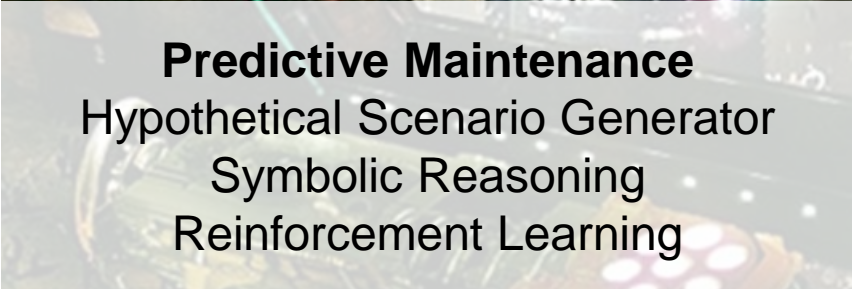 Predictive Maintenance
Hypothetical Scenario Generator
Symbolic Reasoning
Reinforcement Learning